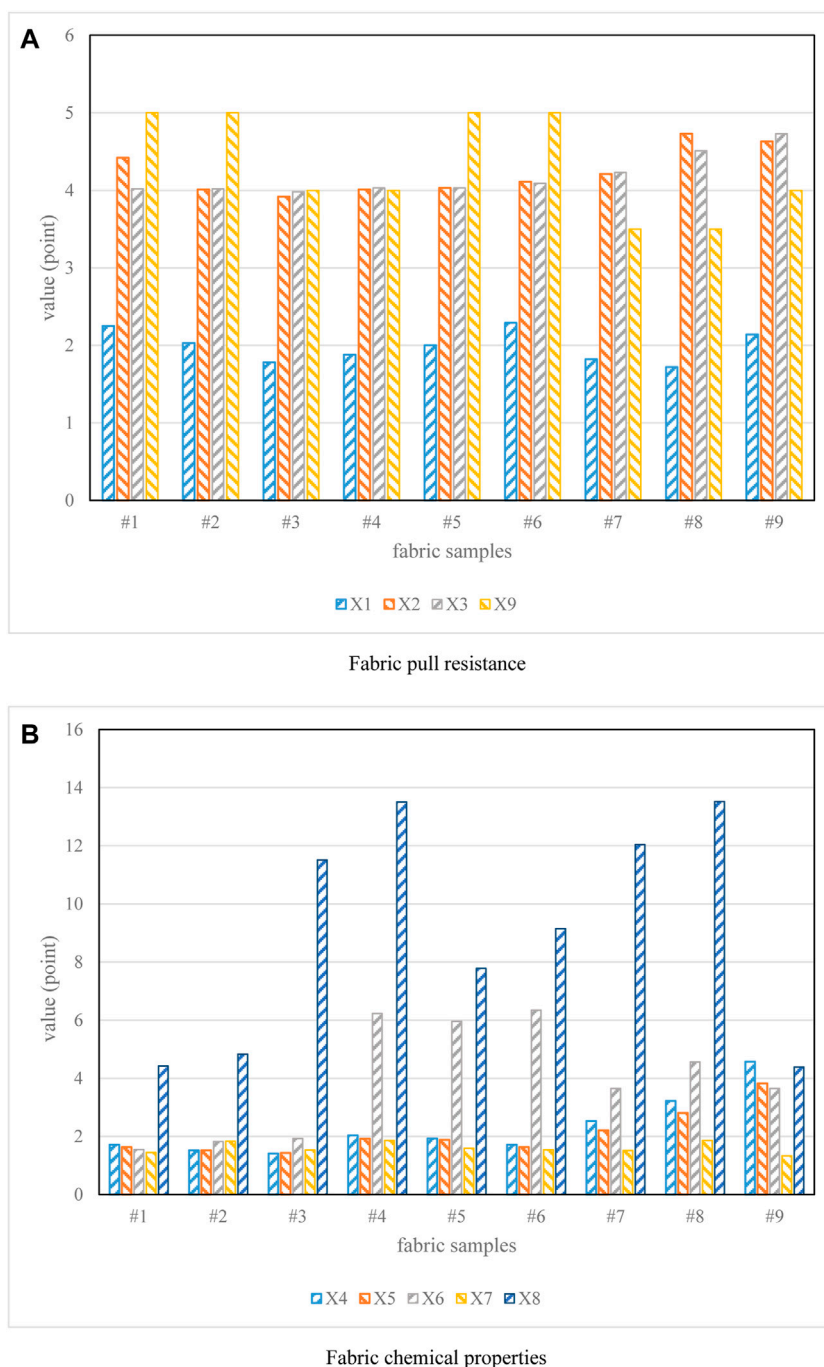 A
6
5
4
3
2
1
0
value (point)
#1 #2 #3 #4 #5 #6 #7 #8 #9
fabric samples
X1 X2 X3 X9
Fabric pull resistance
B
16
14
12
10
8
6
4
2
0
value (point)
#1 #2 #3 #4 #5 #6 #7 #8 #9
fabric samples
X4 X5 X6 X7 X8
Fabric chemical properties